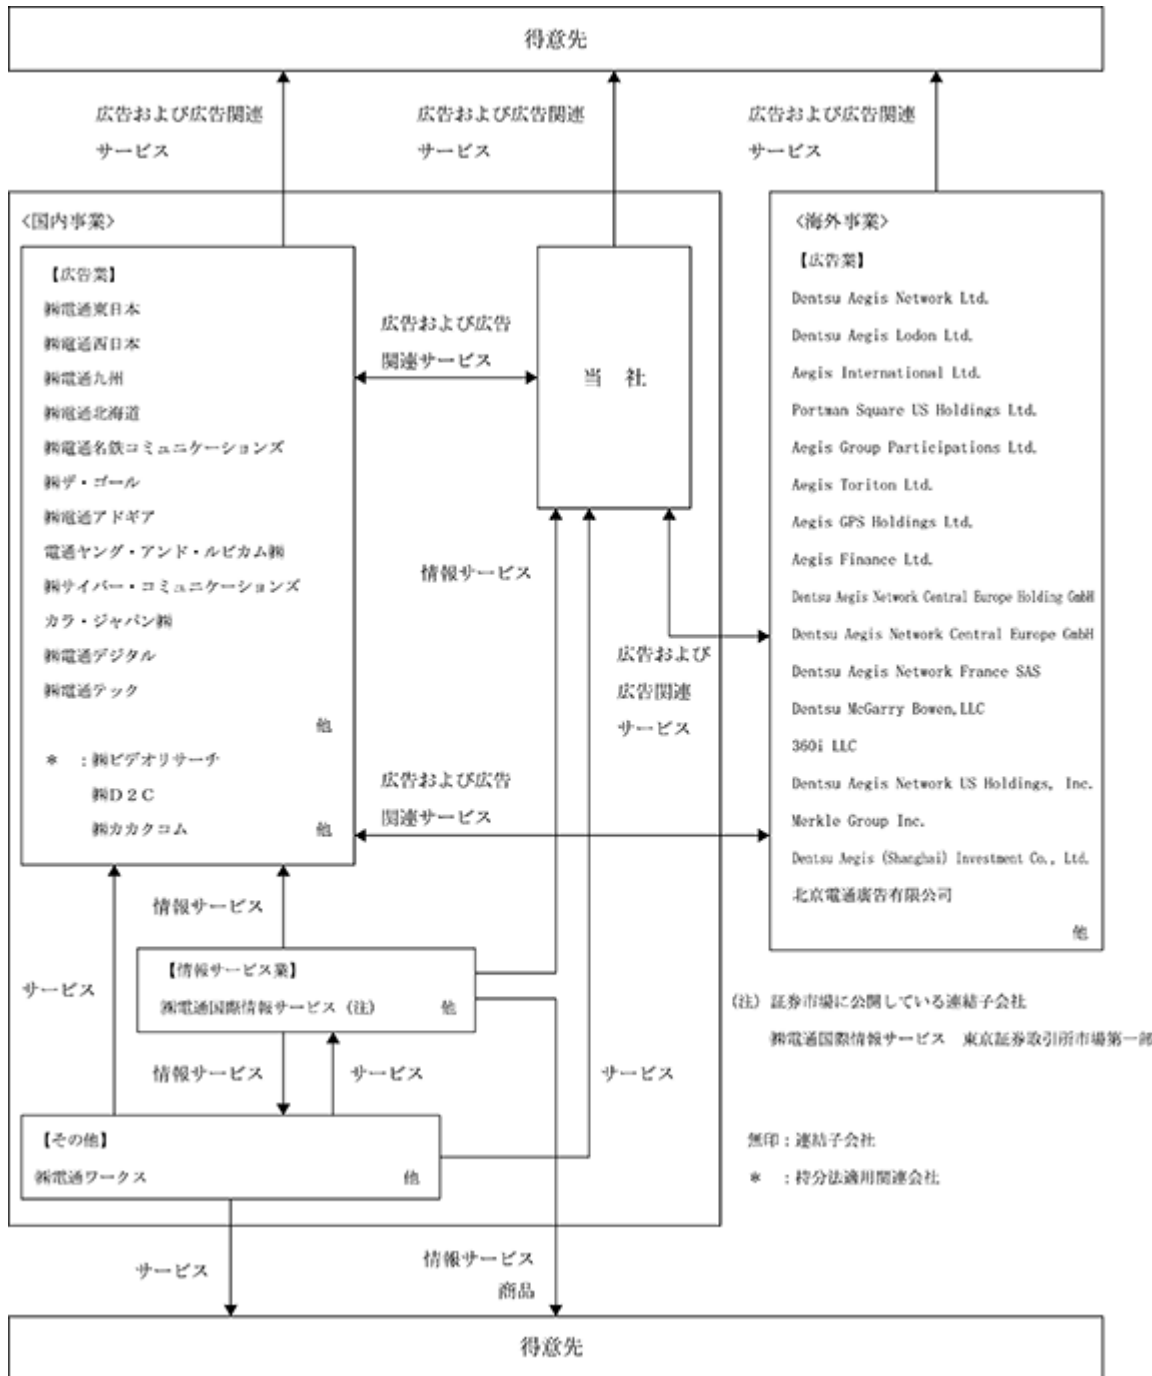 得意先
広告および広告関連
サービス
広告および広告関連
サービス
広告および広告関連
サービス
<国内事業>
【広告業】
㈱電通東日本
㈱電通西日本
㈱電通九州
㈱電通北海道
㈱電通名鉄コミュニケーションズ
㈱ザ・ゴール
㈱電通アドギア
電通ヤング・アンド・ルビカム㈱
㈱サイバー・コミュニケーションズ
カラ・ジャパン㈱
㈱電通デジタル
㈱電通テック
他
* :㈱ビデオリサーチ
㈱D2C
㈱カカクコム 他
広告および広告
関連サービス
当 社
情報サービス
広告および
広告関連
サービス
広告および広告
関連サービス
<海外事業>
【広告業】
Dentsu Aegis Network Ltd.
Dentsu Aegis Lodon Ltd.
Aegis International Ltd.
Portman Square US Holdings Ltd.
Aegis Group Participations Ltd.
Aegis Toriton Ltd.
Aegis GPS Holdings Ltd.
Aegis Finance Ltd.
Dentsu Aegis Network Central Europe Holding GmbH
Dentsu Aegis Network Central Europe GmbH
Dentsu Aegis Network France SAS
Dentsu McGarry Bowen,LLC
360i LLC
Dentsu Aegis Network US Holdings, Inc.
Merkle Group Inc.
Dentsu Aegis (Shanghai) Investment Co., Ltd.
北京電通廣告有限公司
他
情報サービス
サービス
【情報サービス業】
㈱電通国際情報サービス(注) 他
情報サービス
サービス
サービス
【その他】
㈱電通ワークス 他
(注)証券市場に公開している連結子会社
㈱電通国際情報サービス 東京証券取引所市場第一部
無印:連結子会社
* :持分法適用関連会社
サービス
情報サービス
商品
得意先